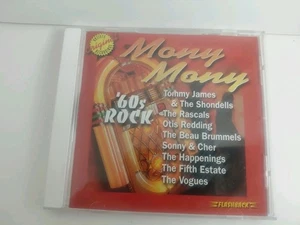 Mony
Mony
'60s
ROCK
Tommy James
& The Shondells
The Rascals
Otis Redding
The Beau Brummels
Sonny & Cher
The Happenings
The Fifth Estate
The Vogues
FLASHBACK